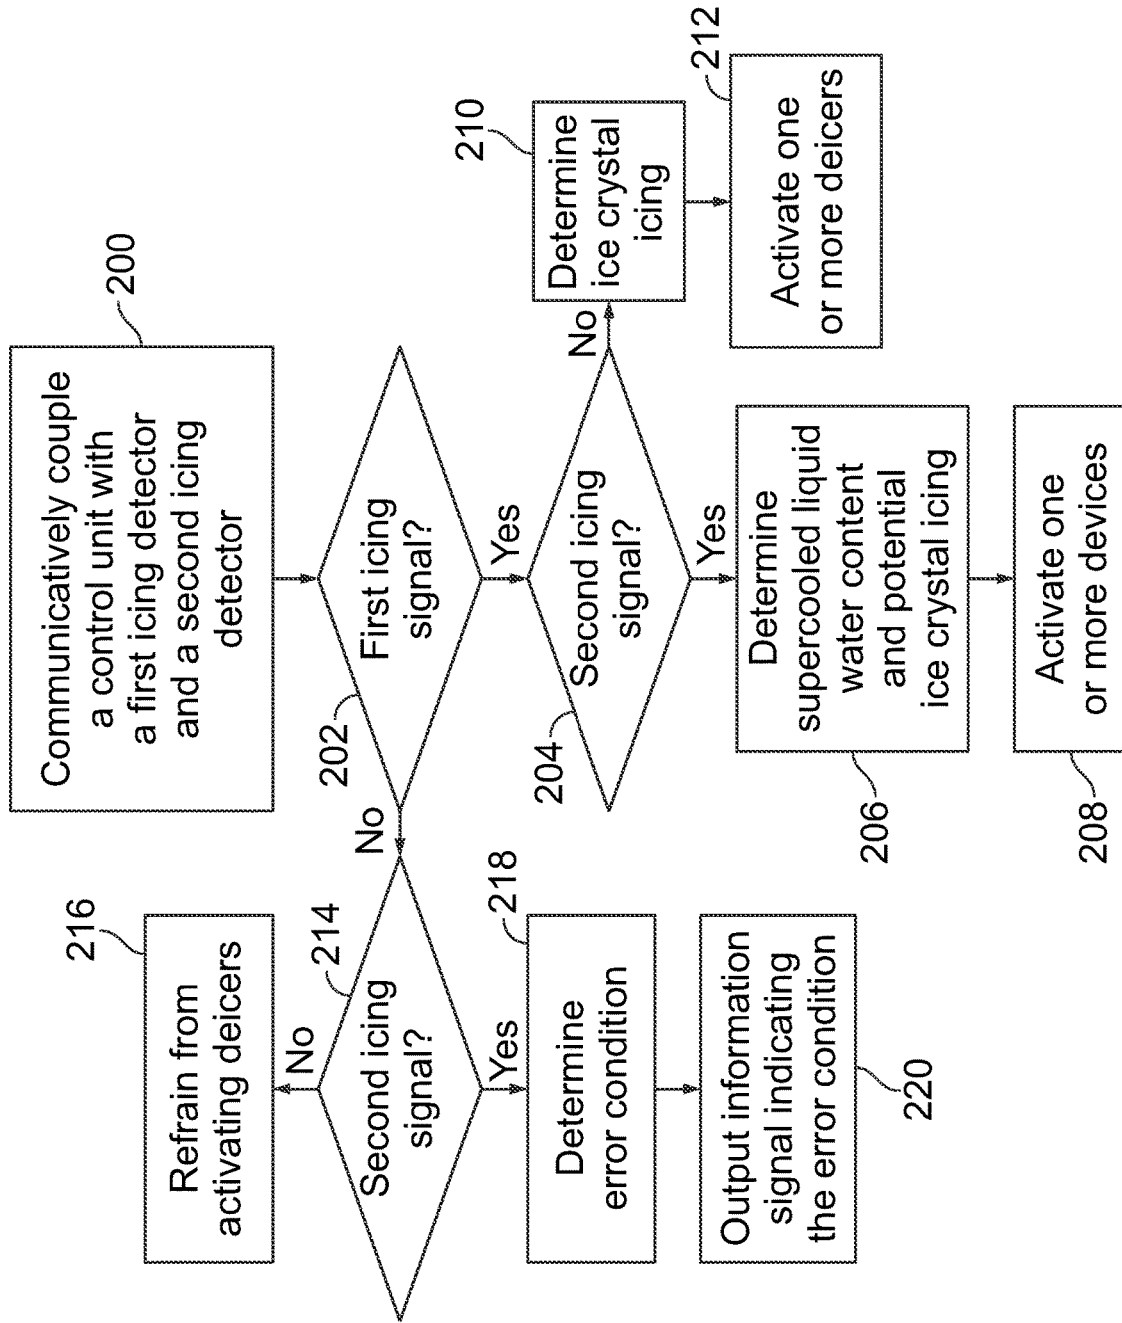 200
Communicatively couple
a control unit with
a first icing detector
and a second icing
detector
202
First icing
signal?
No
Yes
204
Second icing
signal?
No
Yes
206
Determine
supercooled liquid
water content
and potential
ice crystal icing
208
Activate one
or more devices
210
Determine
ice crystal
icing
212
Activate one
or more deicers
214
Second icing
signal?
No
Yes
216
Refrain from
activating deicers
218
Determine
error condition
220
Output information
signal indicating
the error condition